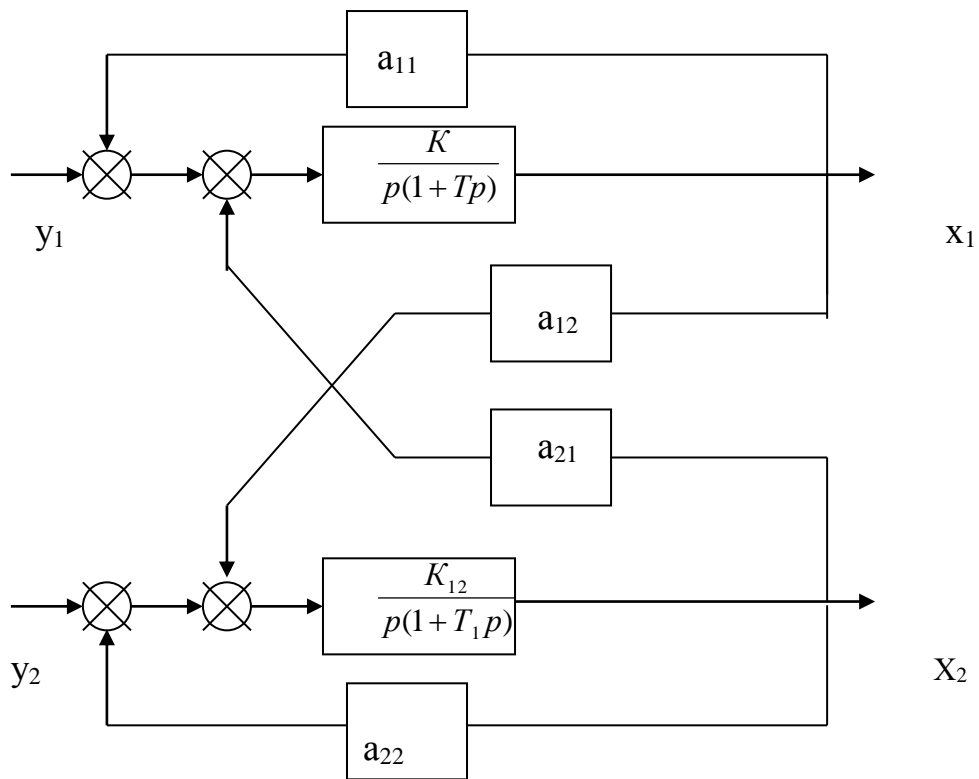 a₁₁
K
p(1+Tp)
y₁
x₁
a₁₂
a₂₁
K₁₂
p(1+T₁p)
y₂
x₂
a₂₂